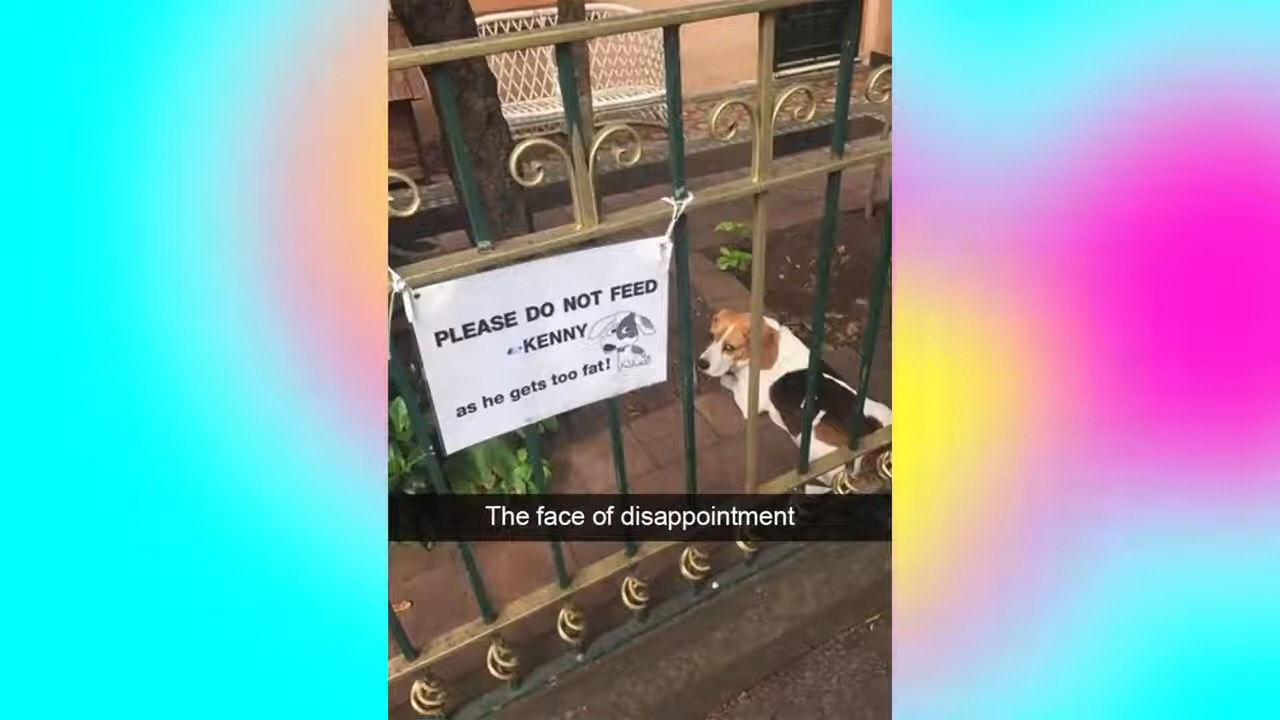 PLEASE DO NOT FEED
KENNY
as he gets too fat!
The face of disappointment